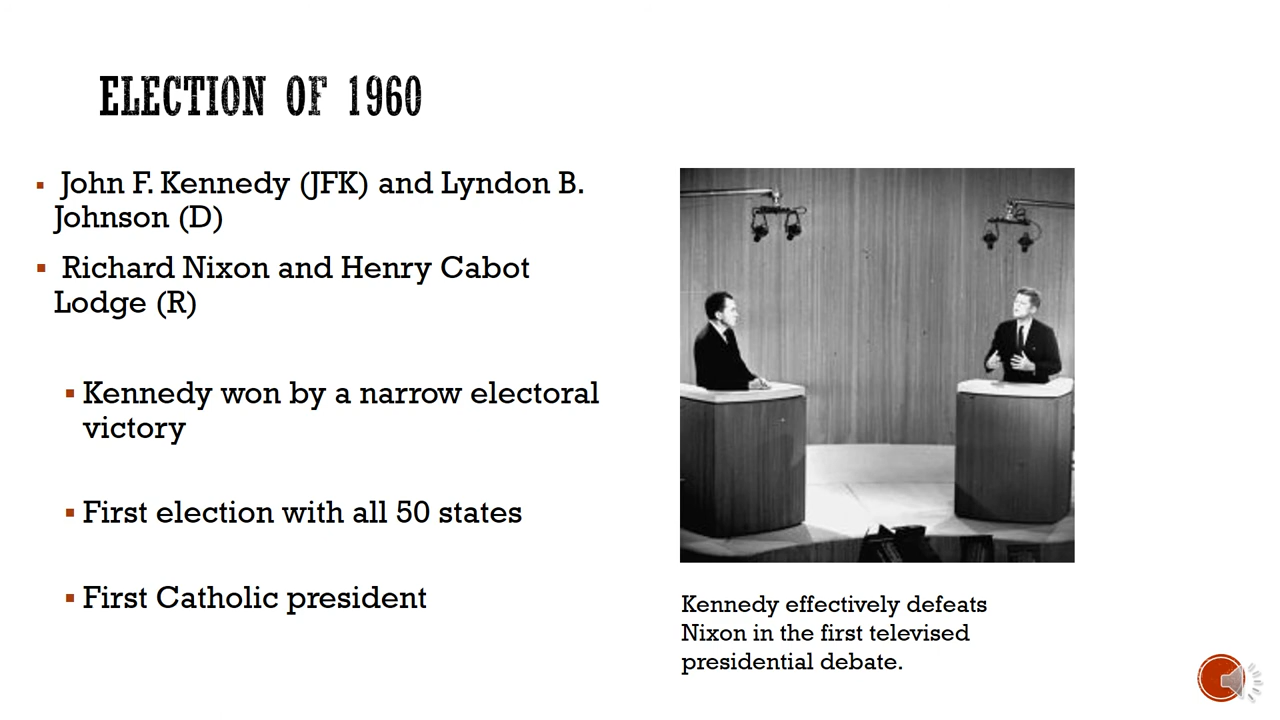 ELECTION OF 1960
▪ John F. Kennedy (JFK) and Lyndon B.
Johnson (D)
▪ Richard Nixon and Henry Cabot
Lodge (R)
▪ Kennedy won by a narrow electoral
victory
▪ First election with all 50 states
▪ First Catholic president
Kennedy effectively defeats
Nixon in the first televised
presidential debate.